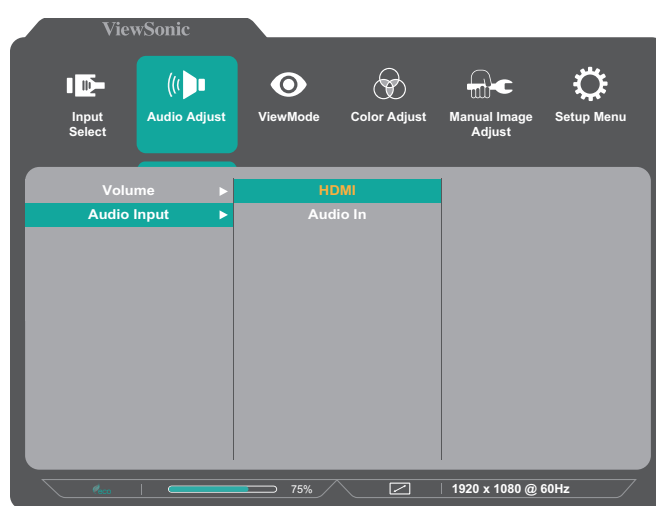 ViewSonic
Input Select
Audio Adjust
ViewMode
Color Adjust
Manual Image Adjust
Setup Menu
Volume
HDMI
Audio Input
Audio In
eco
75%
1920 x 1080 @ 60Hz